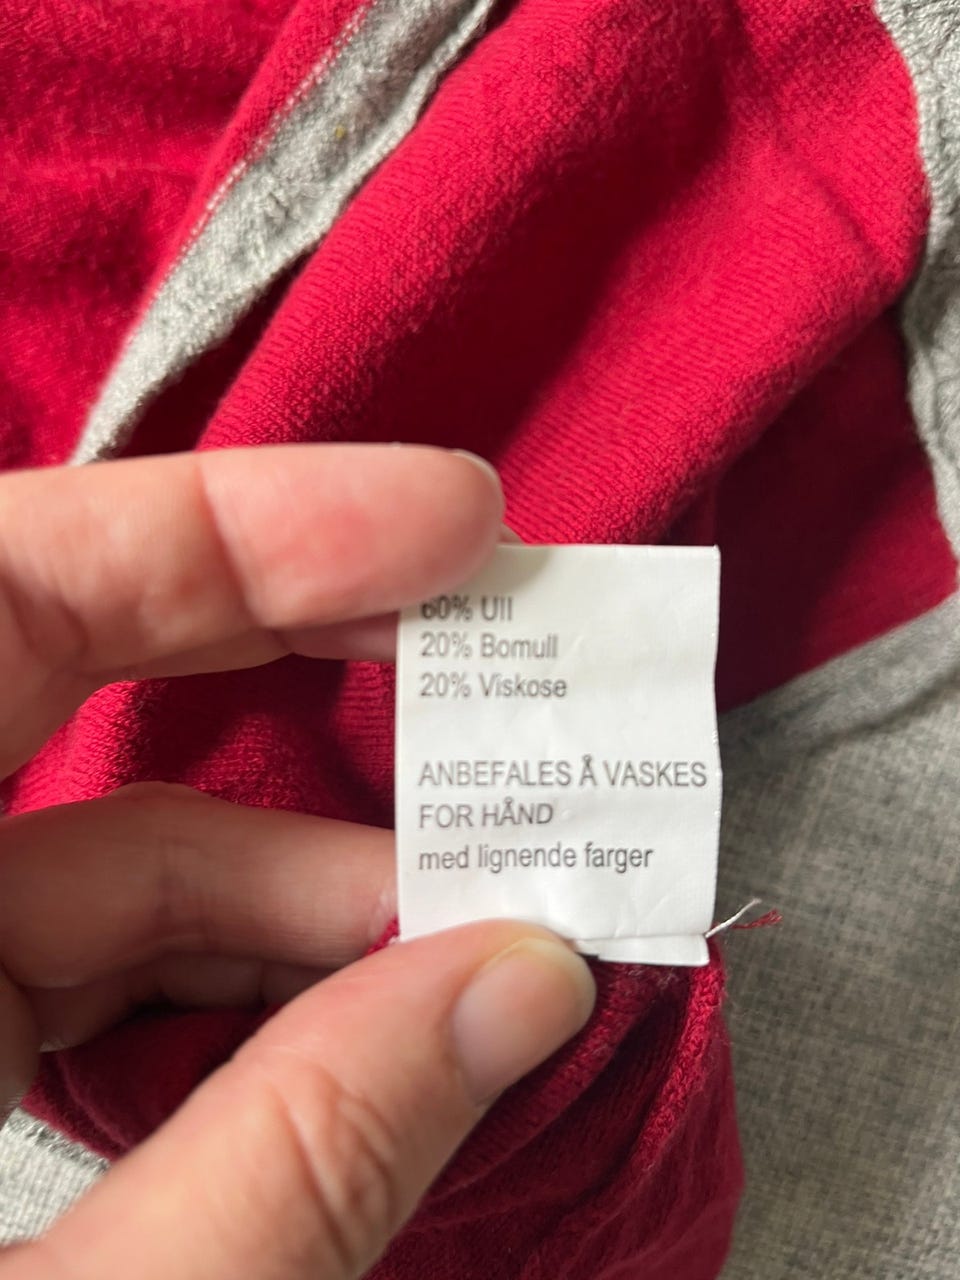 60% Ull
20% Bomull
20% Viskose
ANBEFALES Å VASKES
FOR HÅND
med lignende farger